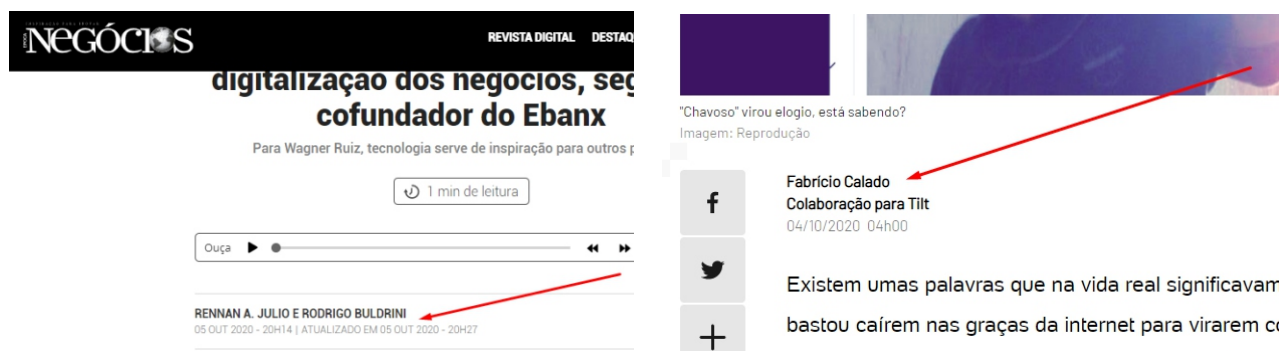 ÉPOCA
NEGÓCIOS
REVISTA DIGITAL DESTAQ
digitalização dos negócios, seg
cofundador do Ebanx
Para Wagner Ruiz, tecnologia serve de inspiração para outros p
1 min de leitura
Ouça
RENNAN A. JULIO E RODRIGO BULDRINI
05 OUT 2020 - 20H14 | ATUALIZADO EM 05 OUT 2020 - 20H27
"Chavoso" virou elogio, está sabendo?
Imagem: Reprodução
Fabrício Calado
Colaboração para Tilt
04/10/2020 04h00
Existem umas palavras que na vida real significavam
bastou caírem nas graças da internet para virarem co